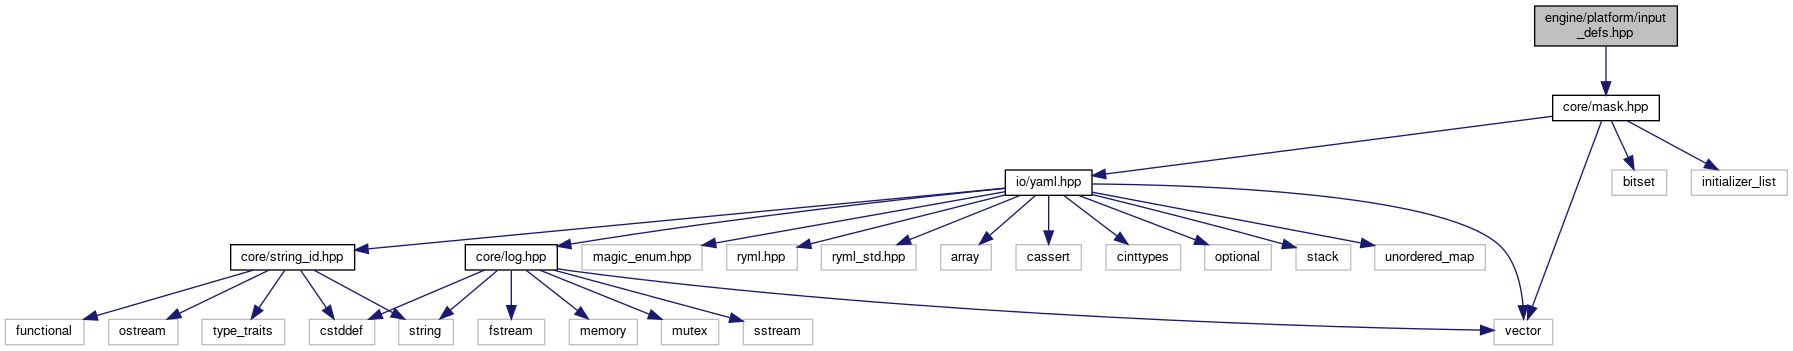 engine/platform/input
_defs.hpp
core/mask.hpp
io/yaml.hpp
bitset
initializer_list
core/string_id.hpp
core/log.hpp
magic_enum.hpp
ryml.hpp
ryml_std.hpp
array
cassert
cinttypes
optional
stack
unordered_map
functional
ostream
type_traits
cstddef
string
fstream
memory
mutex
sstream
vector